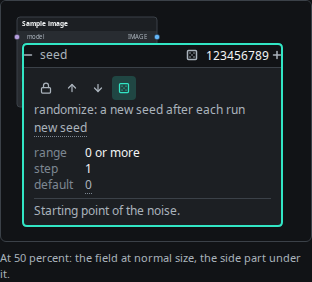 Sample image
model IMAGE
− seed 123456789 +
randomize: a new seed after each run
new seed
range 0 or more
step 1
default 0
Starting point of the noise.
At 50 percent: the field at normal size, the side part under
it.